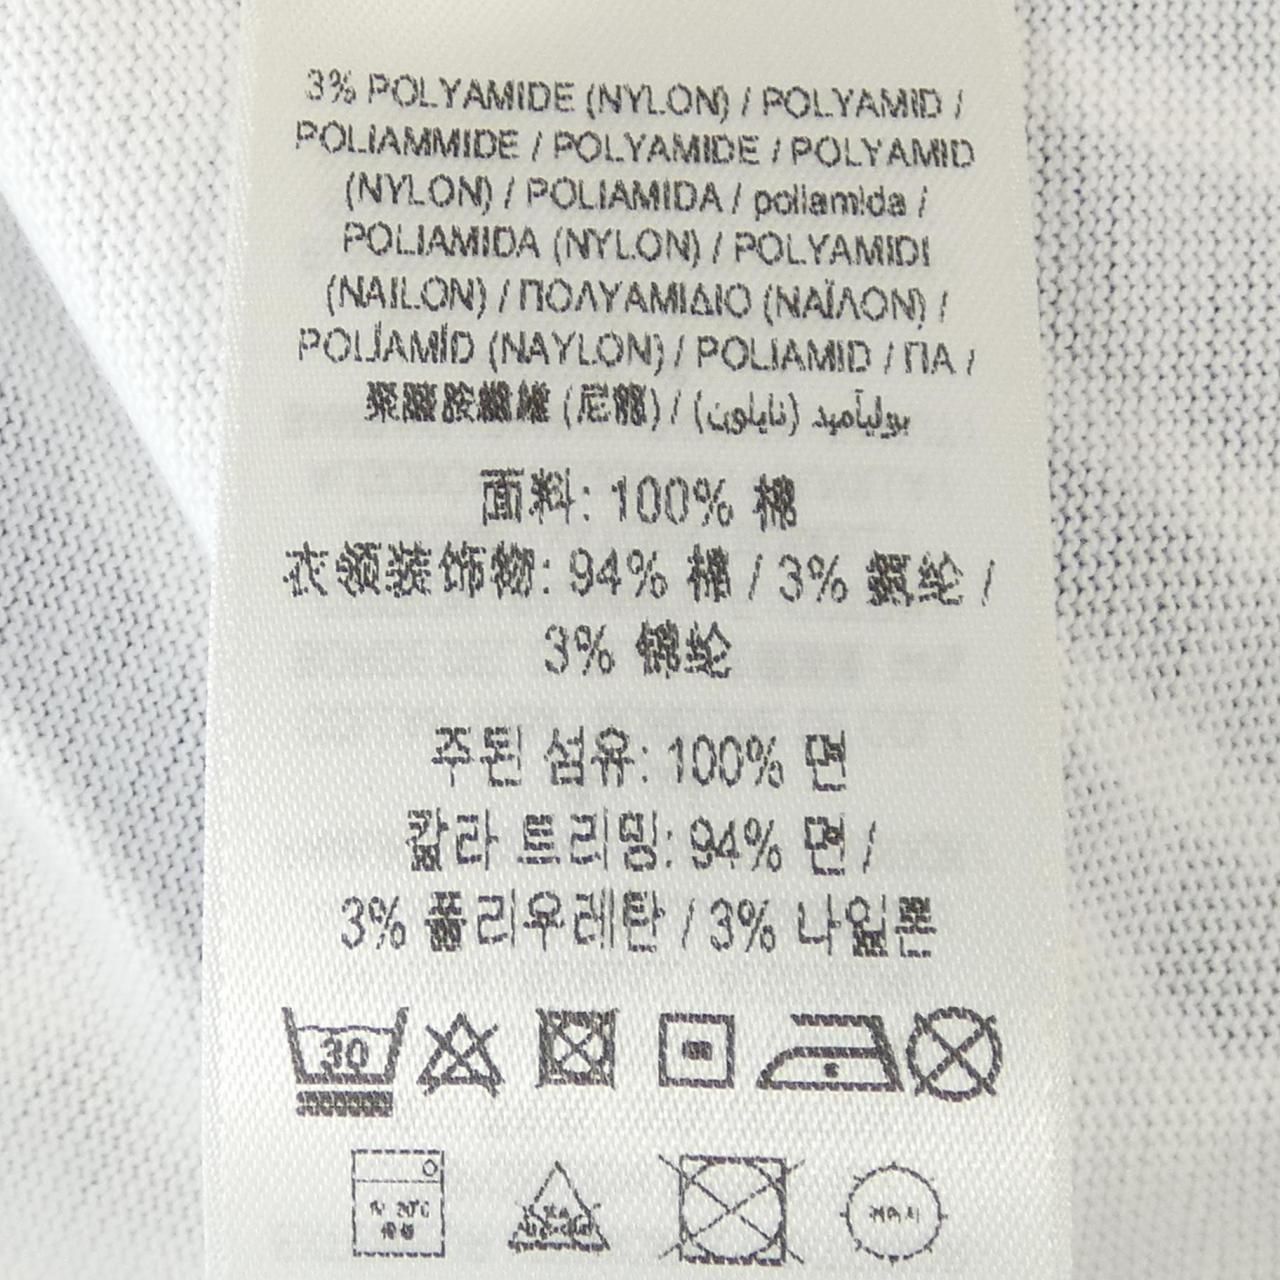 3% POLYAMIDE (NYLON) / POLYAMID /
POLIAMMIDE / POLYAMIDE / POLYAMID
(NYLON) / POLIAMIDA / poliamida /
POLIAMIDA (NYLON) / POLYAMIDI
(NAILON) / ΠΟΛΥΑΜΙΔΙΟ (ΝΑΪΛΟΝ) /
POLİAMİD (NAYLON) / POLIAMID / ПА /
聚醯胺纖維 (尼龍) / بوليأميد (نايلون)
面料: 100% 棉
衣领装饰物: 94% 棉 / 3% 氨纶 /
3% 锦纶
주된 섬유: 100% 면
칼라 트리밍: 94% 면 /
3% 폴리우레탄 / 3% 나일론
30